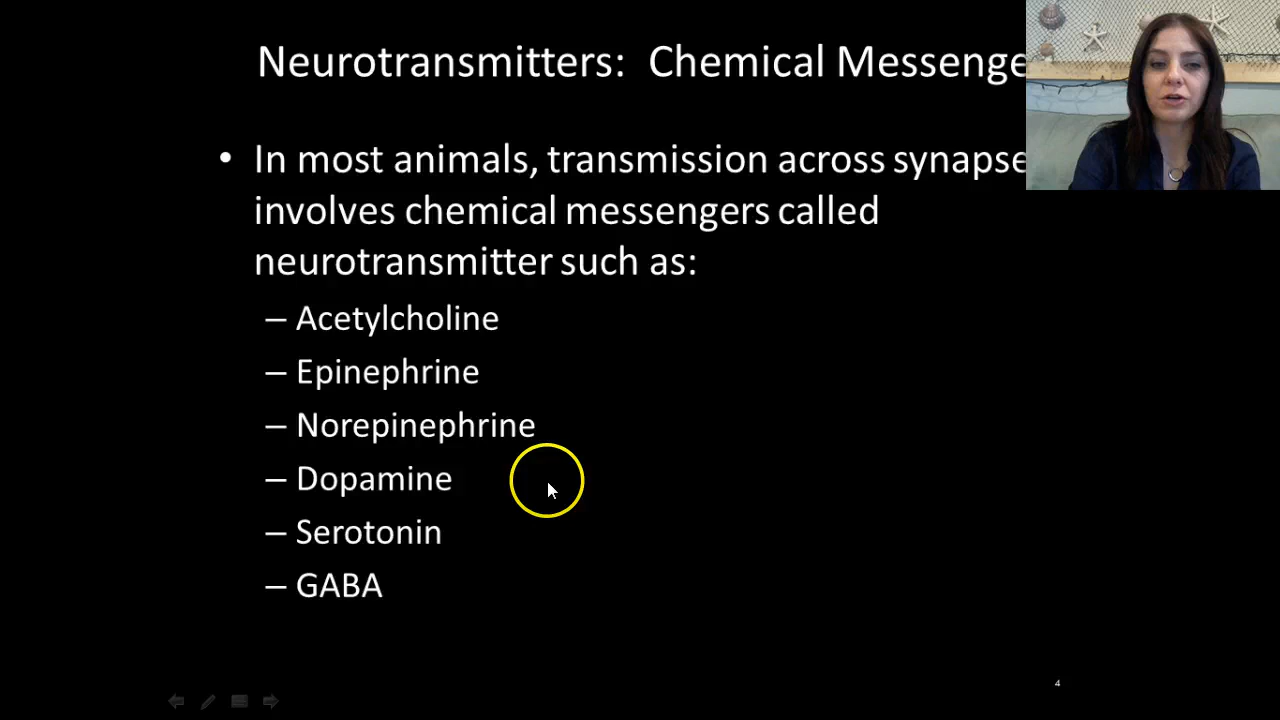 Neurotransmitters: Chemical Messenge
• In most animals, transmission across synapse
involves chemical messengers called
neurotransmitter such as:
– Acetylcholine
– Epinephrine
– Norepinephrine
– Dopamine
– Serotonin
– GABA
4